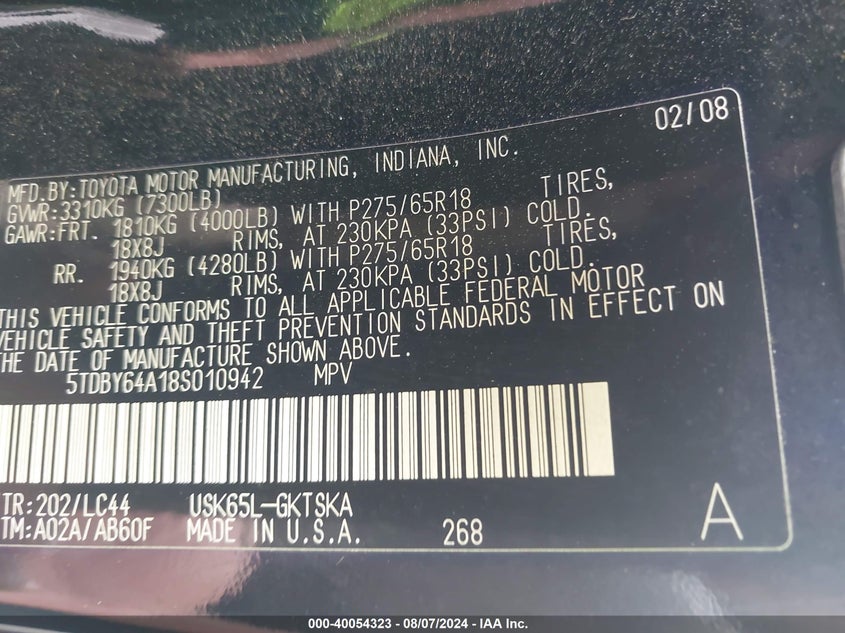 02/08
MFD.BY:TOYOTA MOTOR MANUFACTURING, INDIANA, INC.
GVWR:3310KG (7300LB)
GAWR:FRT. 1810KG (4000LB) WITH P275/65R18 TIRES,
18X8J RIMS, AT 230KPA (33PSI) COLD.
RR. 1940KG (4280LB) WITH P275/65R18 TIRES,
18X8J RIMS, AT 230KPA (33PSI) COLD.
THIS VEHICLE CONFORMS TO ALL APPLICABLE FEDERAL MOTOR
VEHICLE SAFETY AND THEFT PREVENTION STANDARDS IN EFFECT ON
THE DATE OF MANUFACTURE SHOWN ABOVE.
5TDBY64A18S010942 MPV
TR:202/LC44 USK65L-GKTSKA
TM:A02A/AB60F MADE IN U.S.A. 268 A
000-40054323 - 08/07/2024 - IAA Inc.